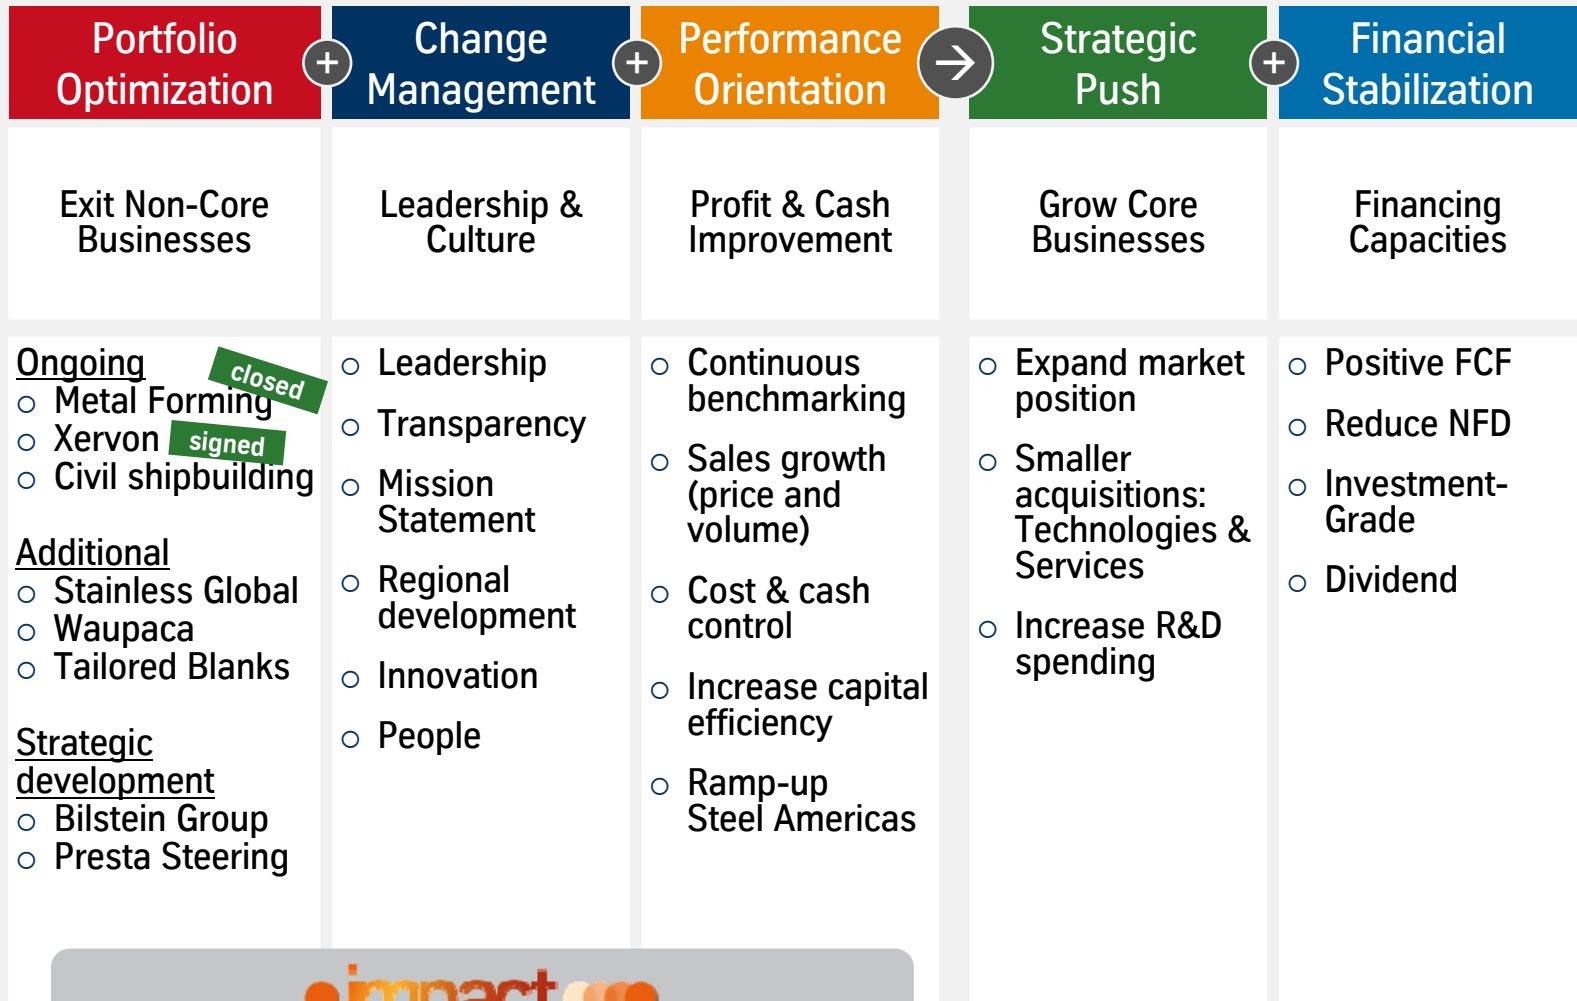 Portfolio
Optimization
+
Change
Management
+
Performance
Orientation
→
Strategic
Push
+
Financial
Stabilization
Exit Non-Core
Businesses
Leadership &
Culture
Profit & Cash
Improvement
Grow Core
Businesses
Financing
Capacities
Ongoing
closed
○ Metal Forming
○ Xervon
signed
○ Civil shipbuilding
Additional
○ Stainless Global
○ Waupaca
○ Tailored Blanks
Strategic
development
○ Bilstein Group
○ Presta Steering
○ Leadership
○ Transparency
○ Mission
Statement
○ Regional
development
○ Innovation
○ People
○ Continuous
benchmarking
○ Sales growth
(price and
volume)
○ Cost & cash
control
○ Increase capital
efficiency
○ Ramp-up
Steel Americas
○ Expand market
position
○ Smaller
acquisitions:
Technologies &
Services
○ Increase R&D
spending
○ Positive FCF
○ Reduce NFD
○ Investment-
Grade
○ Dividend
impact